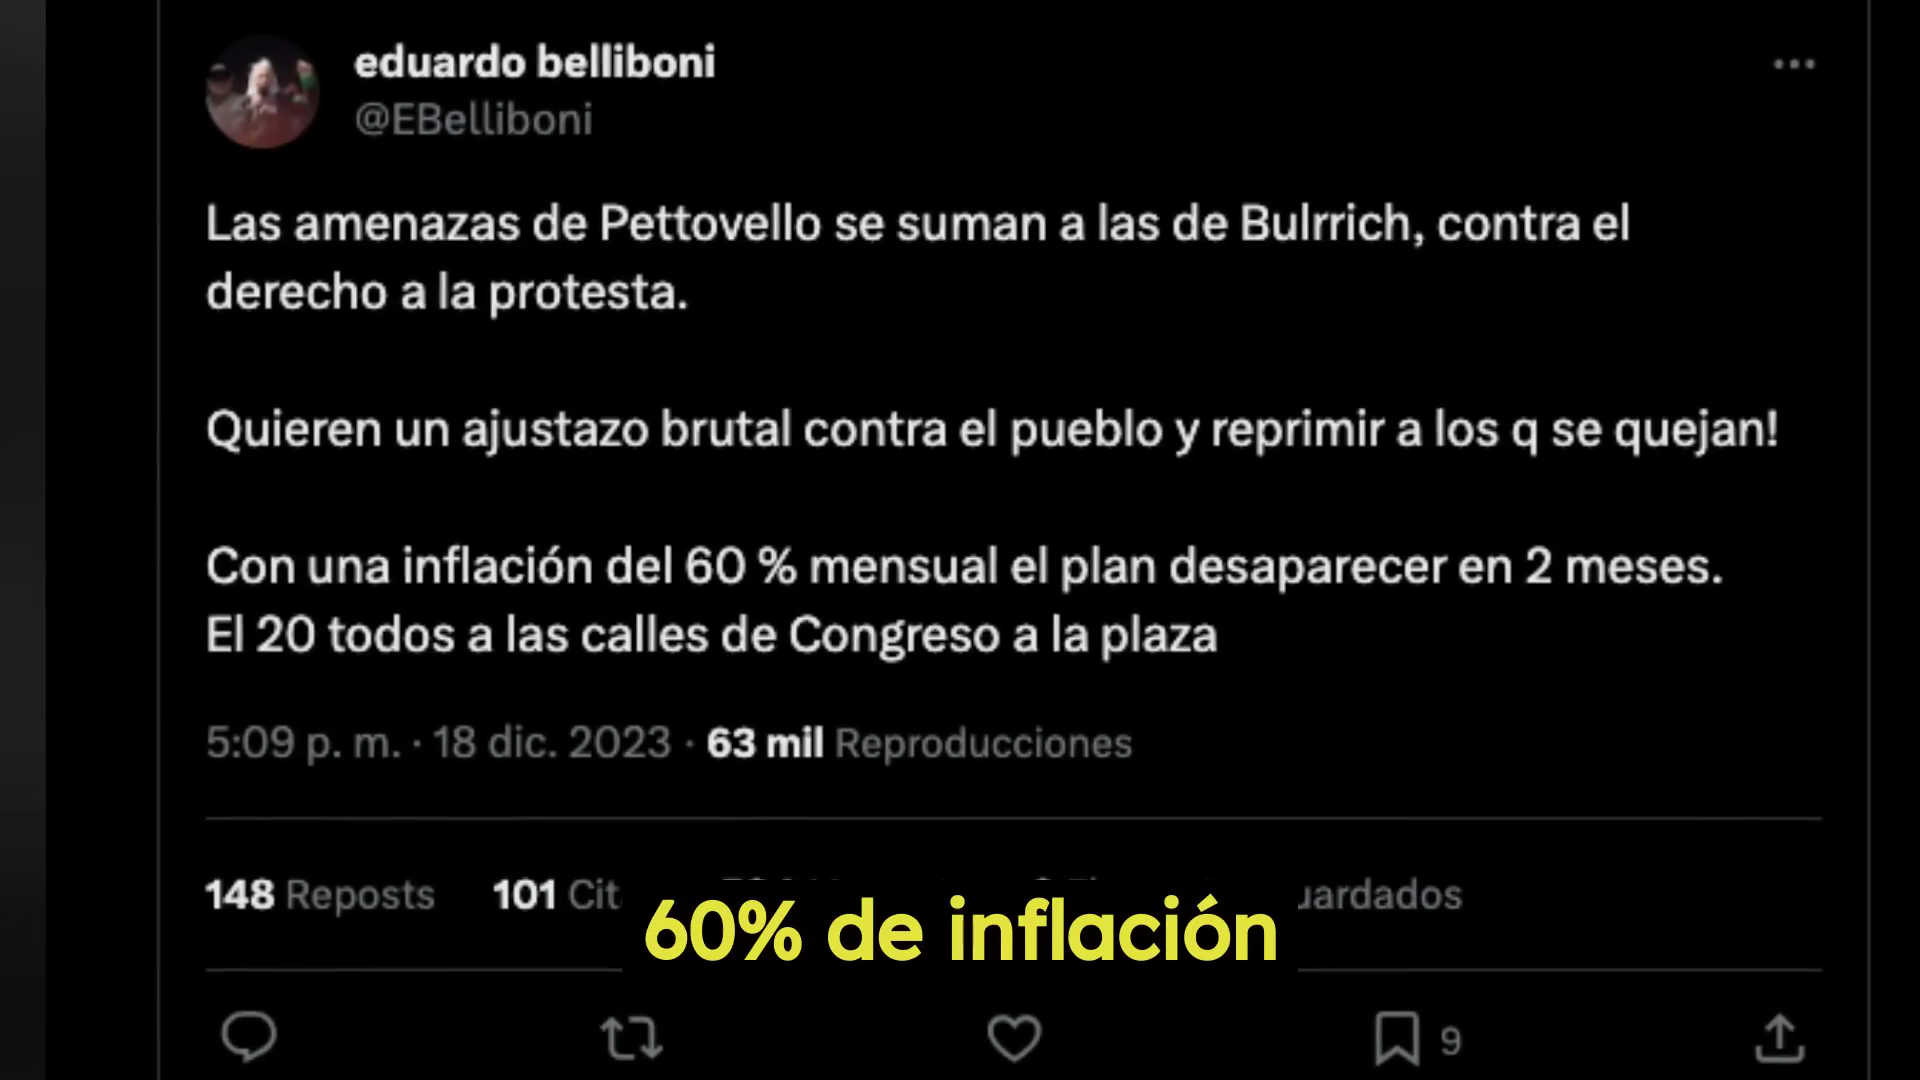 eduardo belliboni
@EBelliboni
Las amenazas de Pettovello se suman a las de Bulrrich, contra el
derecho a la protesta.
Quieren un ajustazo brutal contra el pueblo y reprimir a los q se quejan!
Con una inflación del 60 % mensual el plan desaparecer en 2 meses.
El 20 todos a las calles de Congreso a la plaza
5:09 p. m. · 18 dic. 2023 · 63 mil Reproducciones
148 Reposts 101
60% de inflación
9